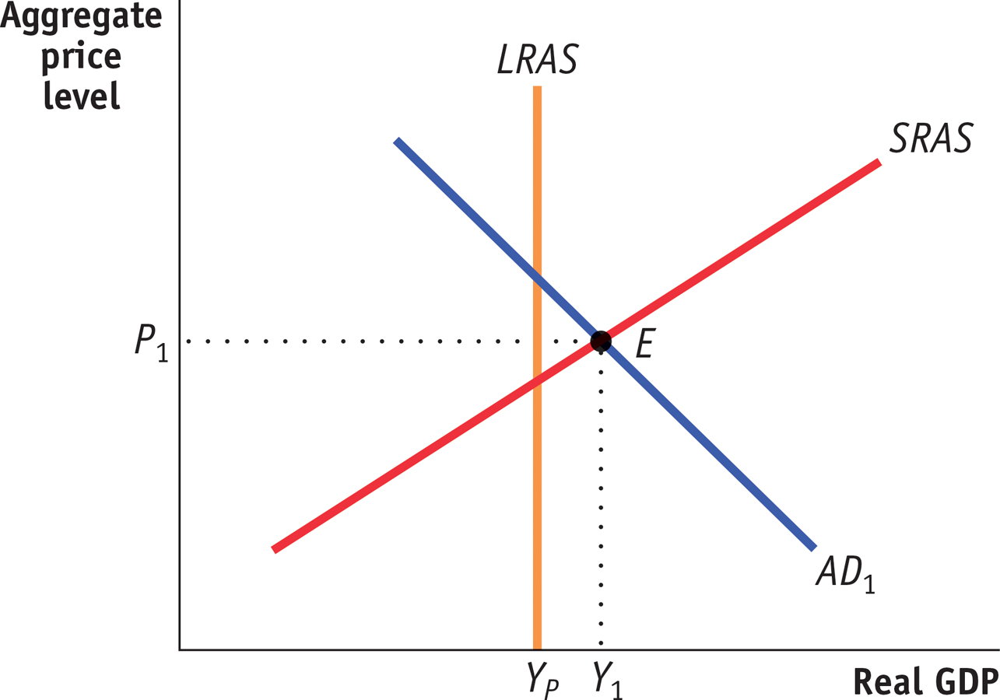 Aggregate
price
level
LRAS
SRAS
P₁
E
AD₁
Yₚ
Y₁
Real GDP